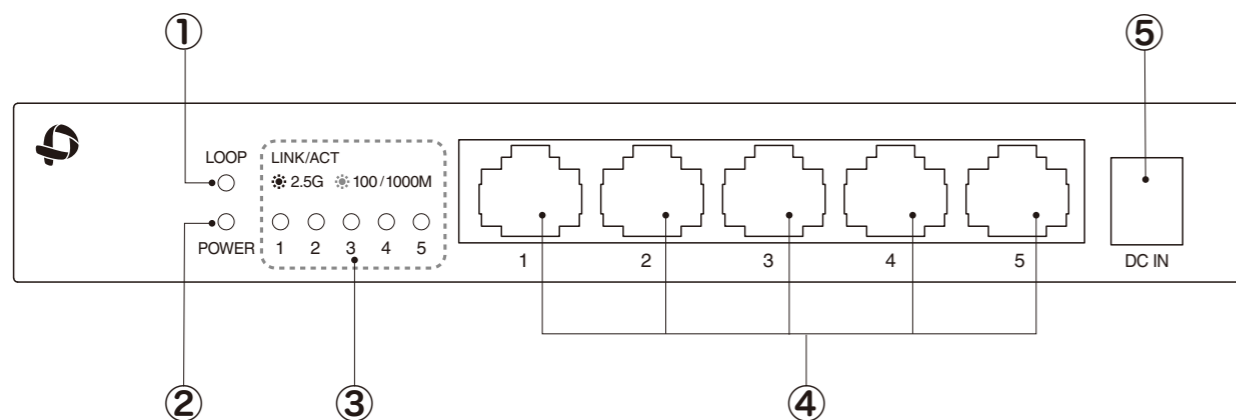 ① ⑤
LOOP LINK/ACT
2.5G 100/1000M
POWER 1 2 3 4 5
1 2 3 4 5 DC IN
② ③ ④